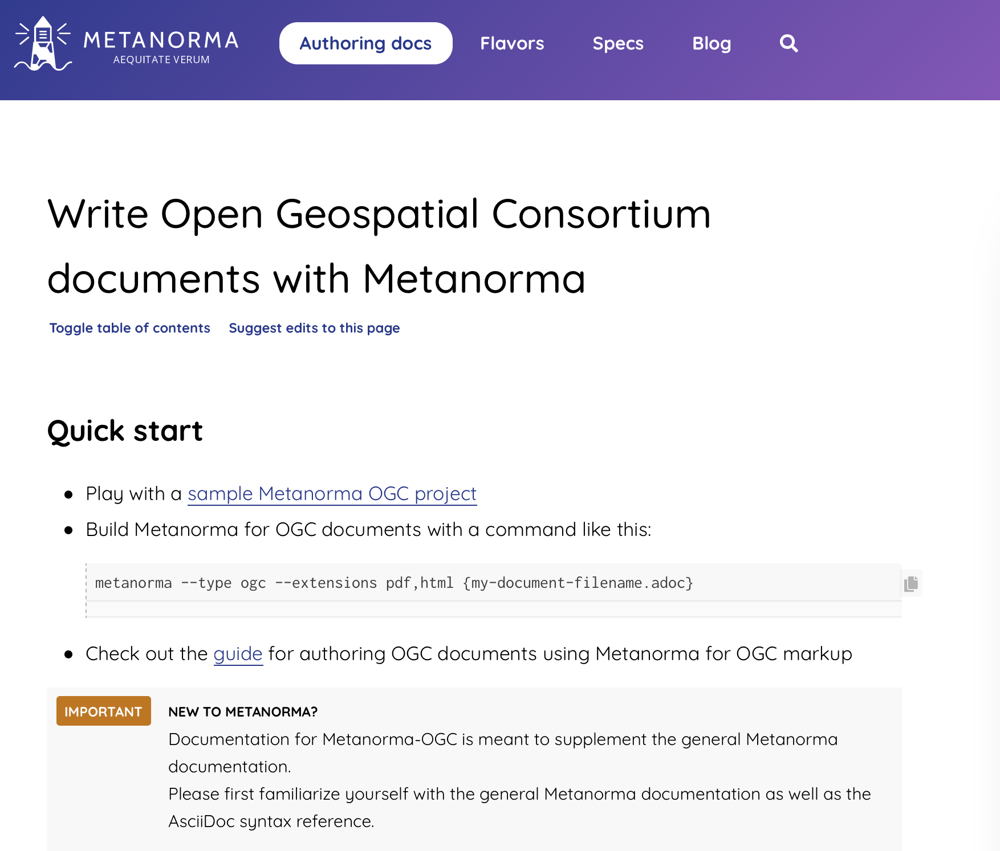 METANORMA
AEQUITATE VERUM
Authoring docs
Flavors
Specs
Blog
Write Open Geospatial Consortium
documents with Metanorma
Toggle table of contents
Suggest edits to this page
Quick start
Play with a sample Metanorma OGC project
Build Metanorma for OGC documents with a command like this:
metanorma --type ogc --extensions pdf,html {my-document-filename.adoc}
Check out the guide for authoring OGC documents using Metanorma for OGC markup
IMPORTANT
NEW TO METANORMA?
Documentation for Metanorma-OGC is meant to supplement the general Metanorma
documentation.
Please first familiarize yourself with the general Metanorma documentation as well as the
AsciiDoc syntax reference.